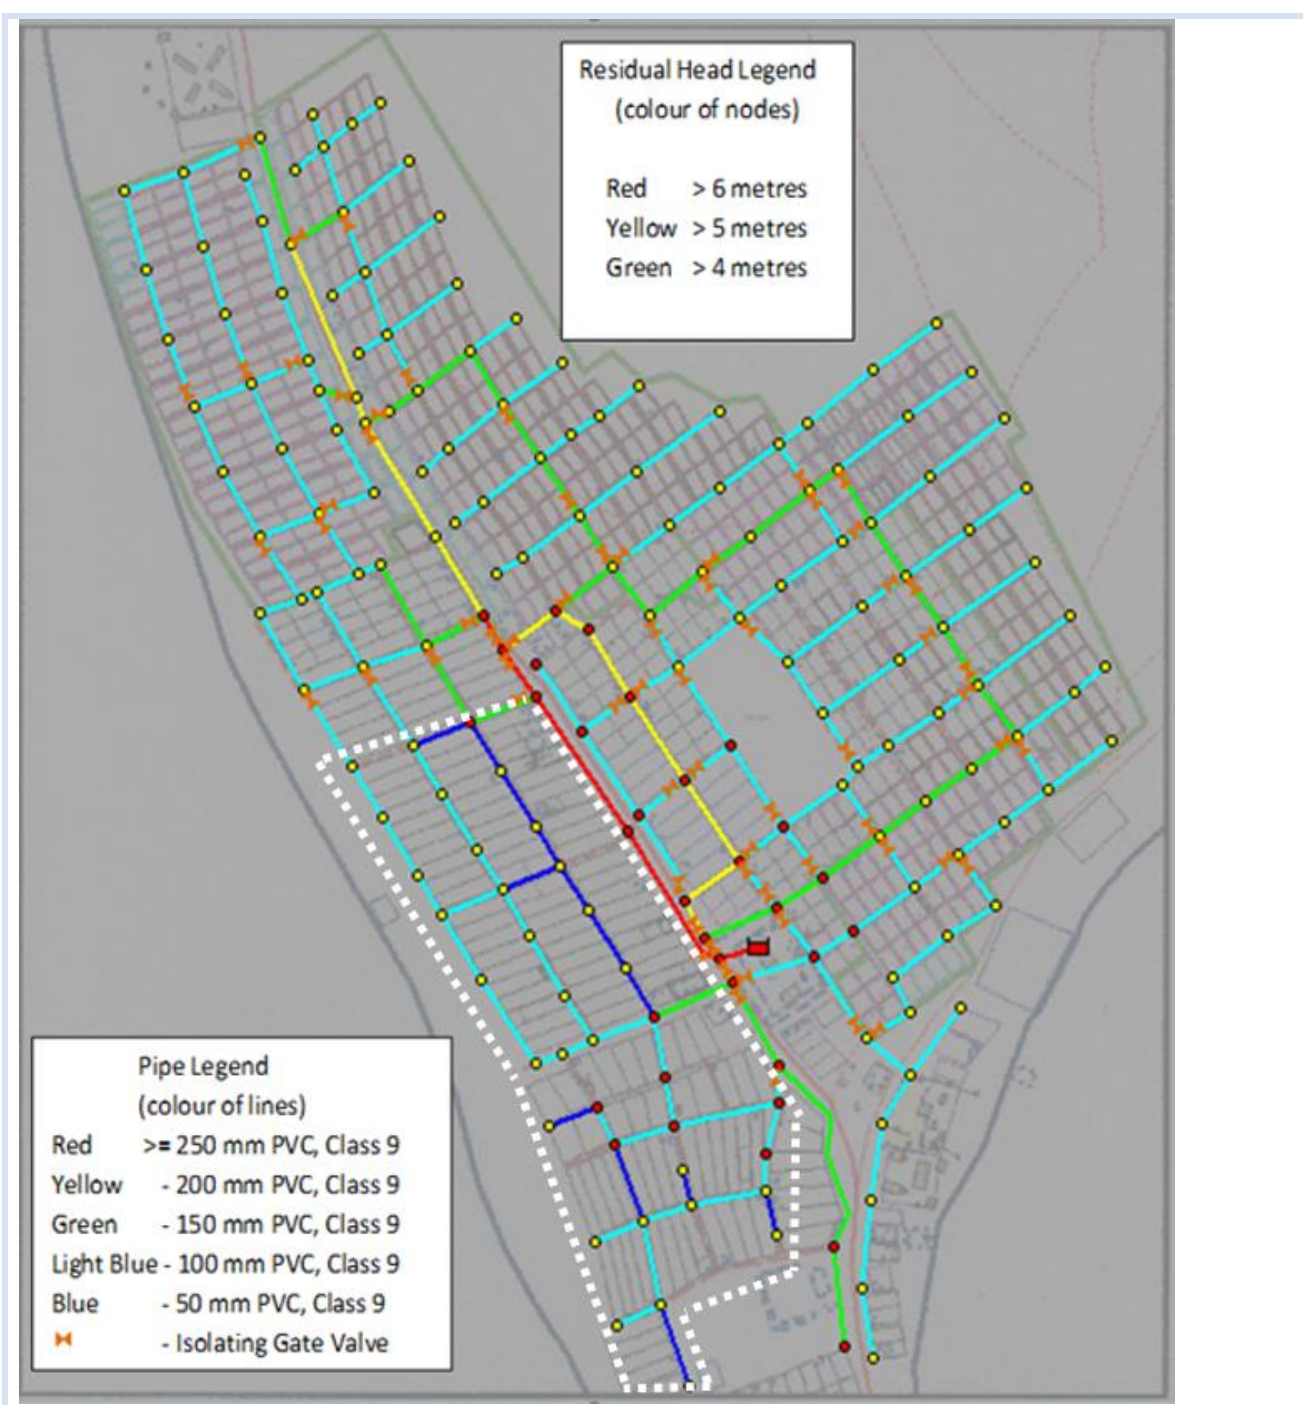 Residual Head Legend
(colour of nodes)
Red > 6 metres
Yellow > 5 metres
Green > 4 metres
Pipe Legend
(colour of lines)
Red >= 250 mm PVC, Class 9
Yellow - 200 mm PVC, Class 9
Green - 150 mm PVC, Class 9
Light Blue - 100 mm PVC, Class 9
Blue - 50 mm PVC, Class 9
- Isolating Gate Valve